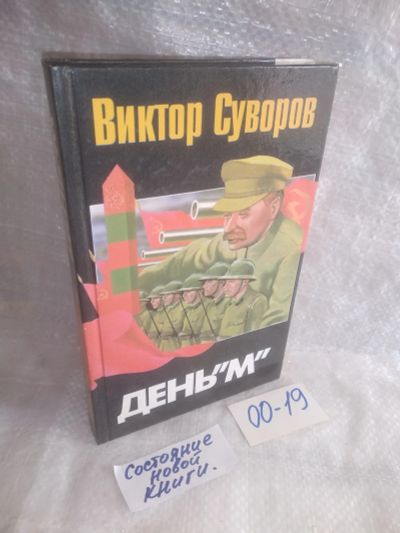 Виктор Суворов
ДЕНЬ"М"
00-19
Состояние
новой
книги.